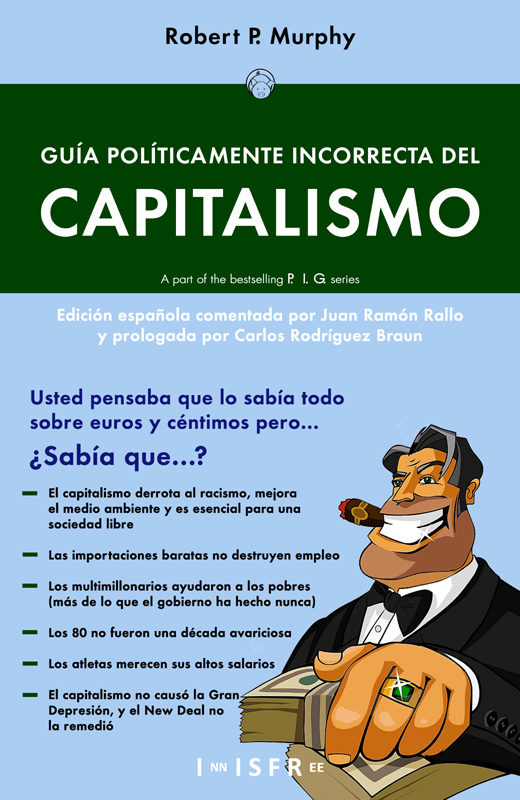 Robert P. Murphy
GUÍA POLÍTICAMENTE INCORRECTA DEL
CAPITALISMO
A part of the bestselling P. I. G. series
Edición española comentada por Juan Ramón Rallo
y prologada por Carlos Rodríguez Braun
Usted pensaba que lo sabía todo
sobre euros y céntimos pero...
¿Sabía que...?
El capitalismo derrota al racismo, mejora
el medio ambiente y es esencial para una
sociedad libre
Las importaciones baratas no destruyen empleo
Los multimillonarios ayudaron a los pobres
(más de lo que el gobierno ha hecho nunca)
Los 80 no fueron una década avariciosa
Los atletas merecen sus altos salarios
El capitalismo no causó la Gran
Depresión, y el New Deal no
la remedió
I NN I S F R EE